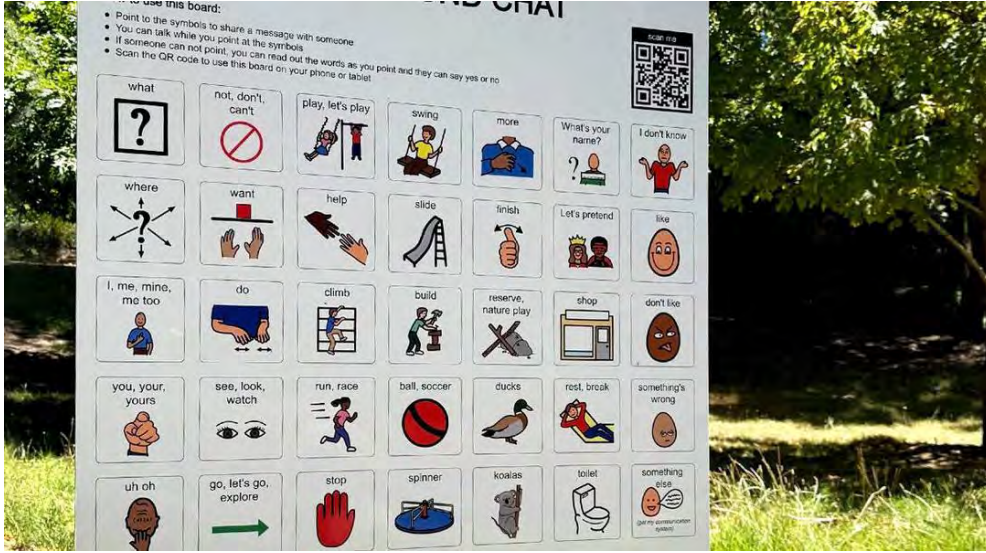 to use this board:
• Point to the symbols to share a message with someone
• You can talk while you point at the symbols
• If someone can not point, you can read out the words as you point and they can say yes or no
• Scan the QR code to use this board on your phone or tablet
CHAT
scan me
what
not, don't,
can't
play, let's play
swing
more
What's your
name?
I don't know
where
want
help
slide
finish
Let's pretend
like
I, me, mine,
me too
do
climb
build
reserve,
nature play
shop
don't like
you, your,
yours
see, look,
watch
run, race
ball, soccer
ducks
rest, break
something's
wrong
uh oh
go, let's go,
explore
stop
spinner
koalas
toilet
something
else
(get my communication
system)